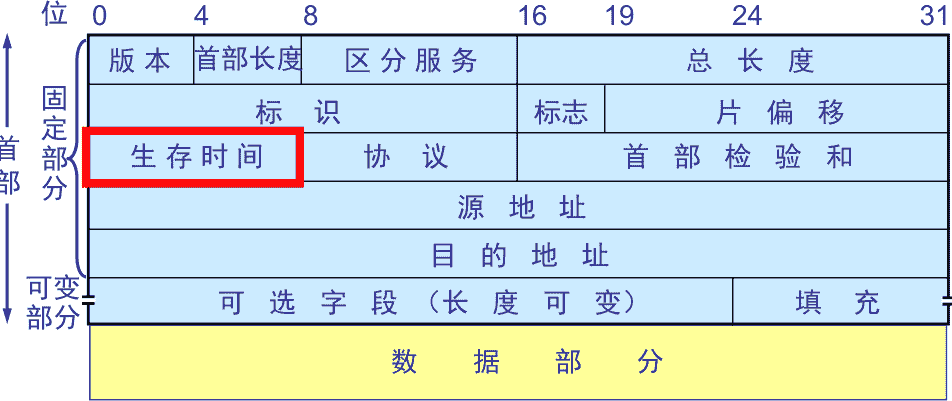 位 0 4 8 16 19 24 31
版本 首部长度 区分服务 总长度
标识 标志 片偏移
生存时间 协议 首部检验和
源地址
目的地址
可选字段（长度可变） 填充
数据部分
首部
固定部分
可变部分